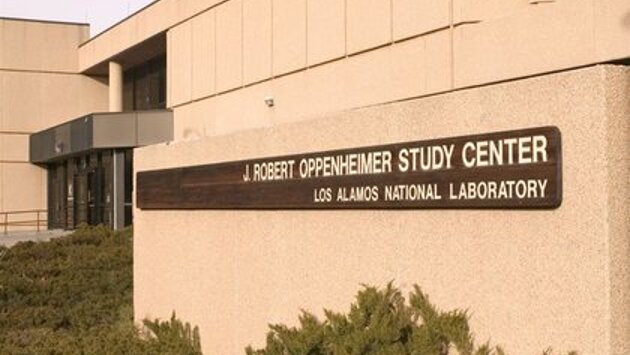 J. ROBERT OPPENHEIMER STUDY CENTER
LOS ALAMOS NATIONAL LABORATORY